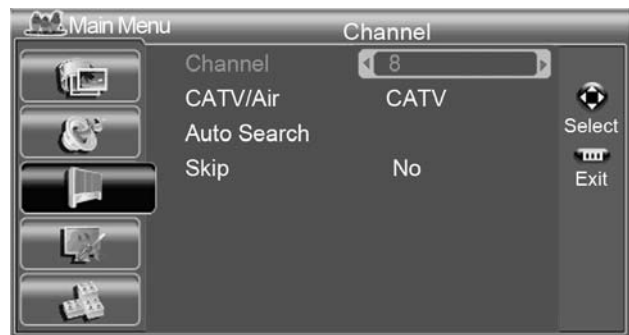 Main Menu
Channel
Channel 8
CATV/Air CATV
Auto Search
Skip No
Select
Exit